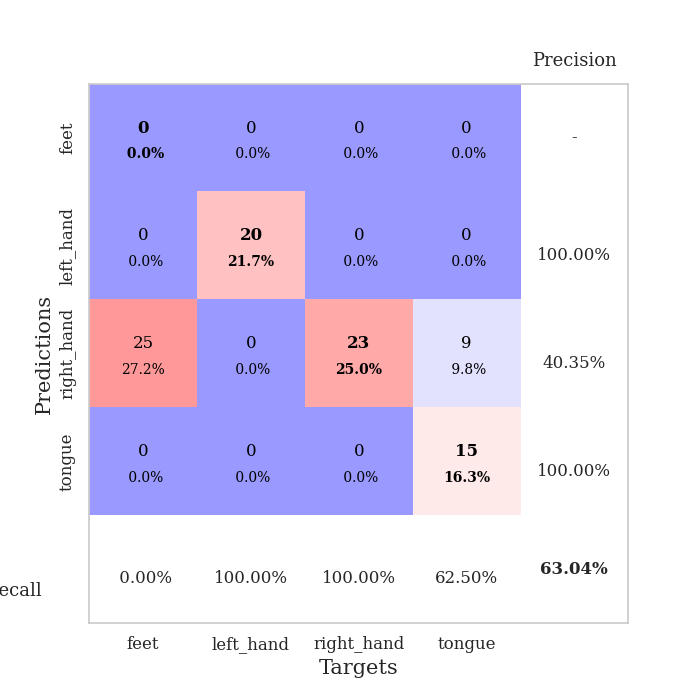 Precision
feet
0 0 0 0
0.0% 0.0% 0.0% 0.0%
-
left_hand
0 20 0 0
0.0% 21.7% 0.0% 0.0%
100.00%
Predictions
right_hand
25 0 23 9
27.2% 0.0% 25.0% 9.8%
40.35%
tongue
0 0 0 15
0.0% 0.0% 0.0% 16.3%
100.00%
ecall
0.00% 100.00% 100.00% 62.50% 63.04%
feet left_hand right_hand tongue
Targets